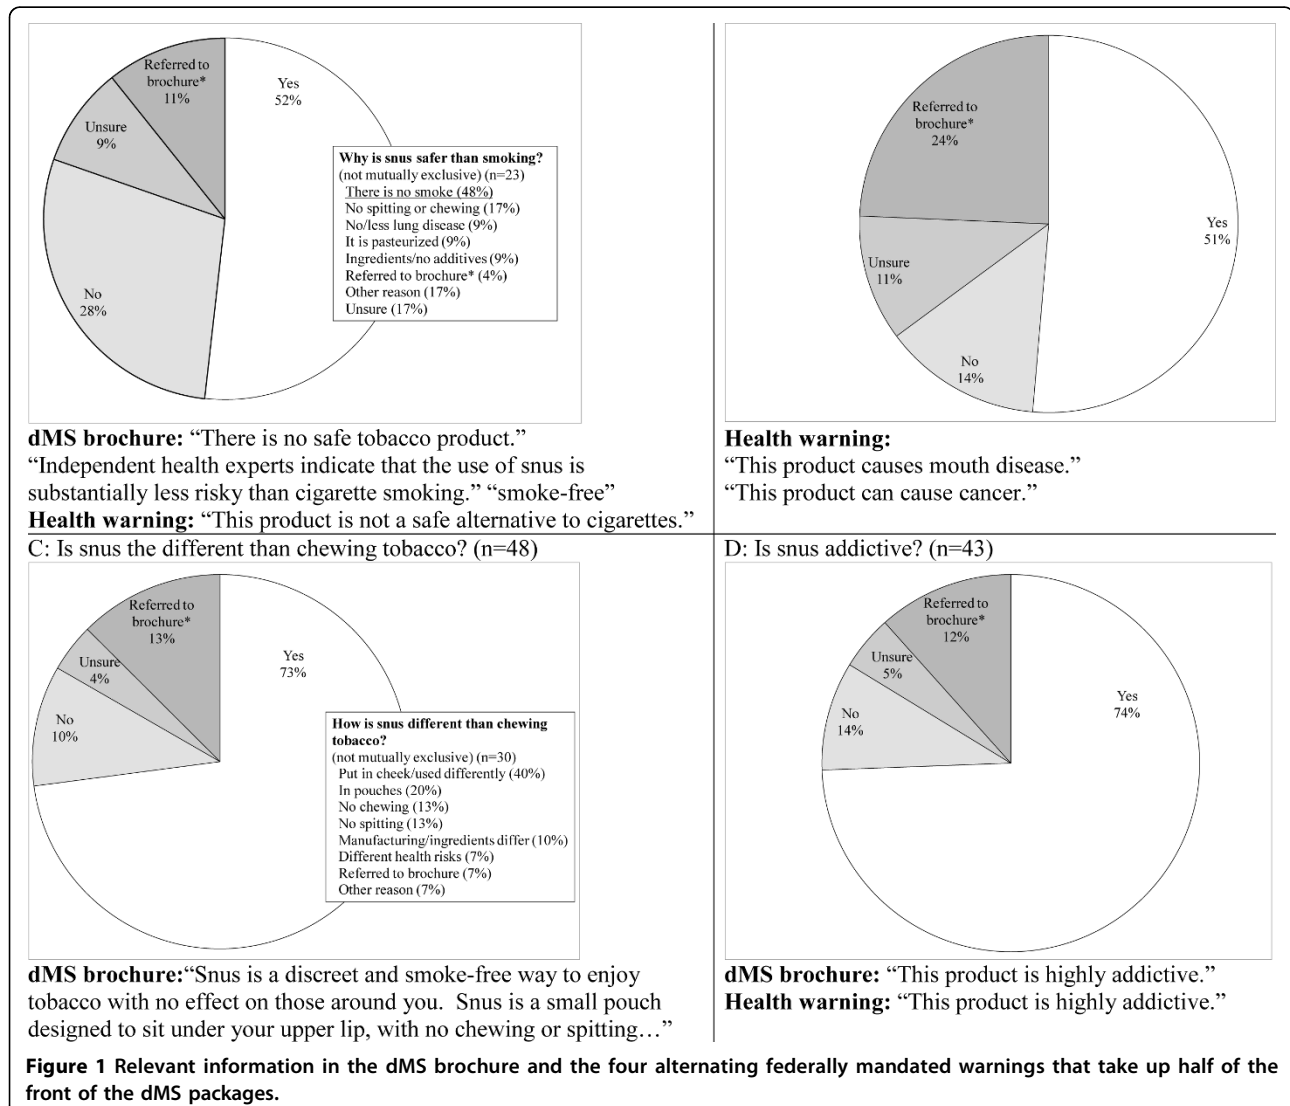 Referred to
brochure*
11%
Yes
52%
Unsure
9%
No
28%
Why is snus safer than smoking?
(not mutually exclusive) (n=23)
There is no smoke (48%)
No spitting or chewing (17%)
No/less lung disease (9%)
It is pasteurized (9%)
Ingredients/no additives (9%)
Referred to brochure* (4%)
Other reason (17%)
Unsure (17%)
dMS brochure: “There is no safe tobacco product.”
“Independent health experts indicate that the use of snus is
substantially less risky than cigarette smoking.” “smoke-free”
Health warning: “This product is not a safe alternative to cigarettes.”
Referred to
brochure*
24%
Yes
51%
Unsure
11%
No
14%
Health warning:
“This product causes mouth disease.”
“This product can cause cancer.”
C: Is snus the different than chewing tobacco? (n=48)
Referred to
brochure*
13%
Yes
73%
Unsure
4%
No
10%
How is snus different than chewing
tobacco?
(not mutually exclusive) (n=30)
Put in cheek/used differently (40%)
In pouches (20%)
No chewing (13%)
No spitting (13%)
Manufacturing/ingredients differ (10%)
Different health risks (7%)
Referred to brochure (7%)
Other reason (7%)
dMS brochure:“Snus is a discreet and smoke-free way to enjoy
tobacco with no effect on those around you. Snus is a small pouch
designed to sit under your upper lip, with no chewing or spitting…”
D: Is snus addictive? (n=43)
Referred to
brochure*
12%
Unsure
5%
Yes
74%
No
14%
dMS brochure: “This product is highly addictive.”
Health warning: “This product is highly addictive.”
Figure 1 Relevant information in the dMS brochure and the four alternating federally mandated warnings that take up half of the
front of the dMS packages.